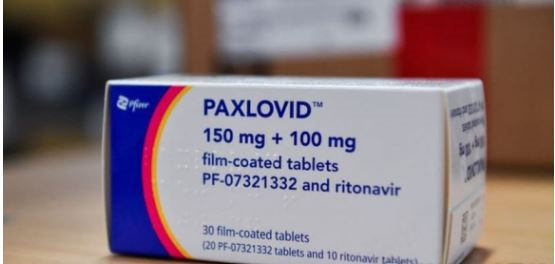 Pfizer
PAXLOVID™
150 mg + 100 mg
film-coated tablets
PF-07321332 and ritonavir
30 film-coated tablets
(20 PF-07321332 tablets and 10 ritonavir tablets)